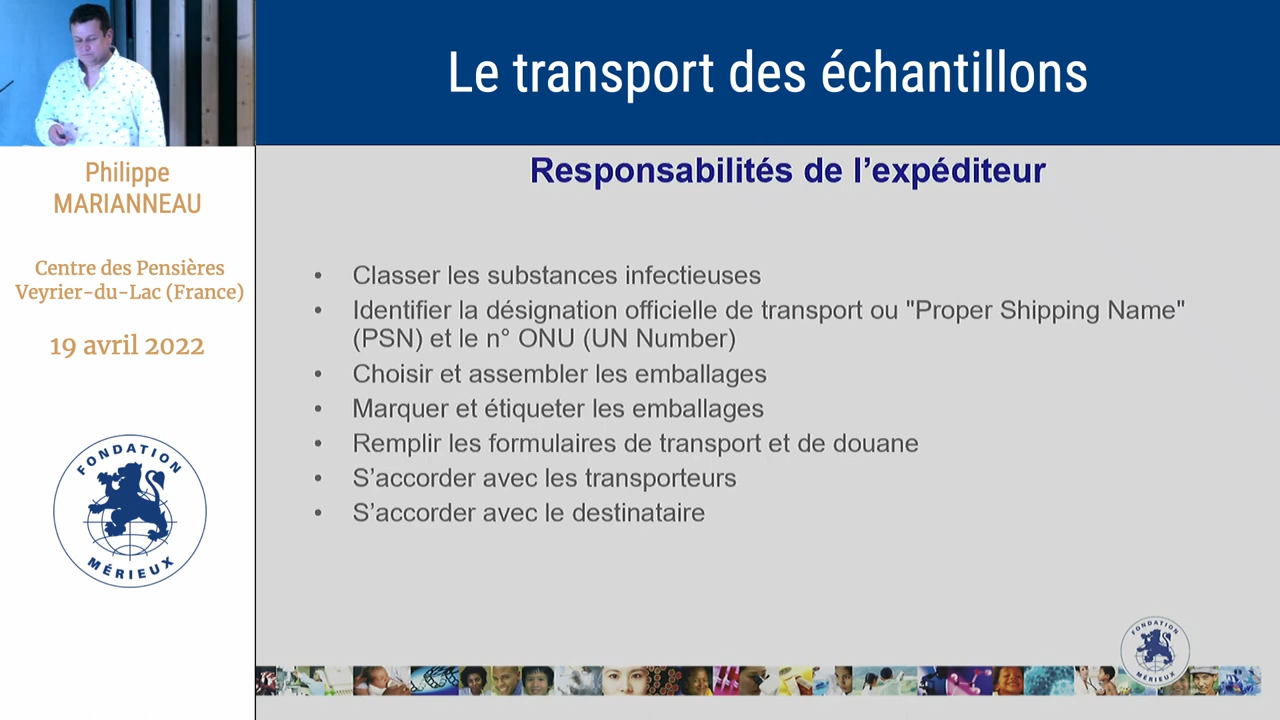 Le transport des échantillons
Philippe
MARIANNEAU
Centre des Pensières
Veyrier-du-Lac (France)
19 avril 2022
FONDATION
MÉRIEUX
Responsabilités de l’expéditeur
• Classer les substances infectieuses
• Identifier la désignation officielle de transport ou "Proper Shipping Name"
(PSN) et le n° ONU (UN Number)
• Choisir et assembler les emballages
• Marquer et étiqueter les emballages
• Remplir les formulaires de transport et de douane
• S’accorder avec les transporteurs
• S’accorder avec le destinataire
FONDATION
MÉRIEUX